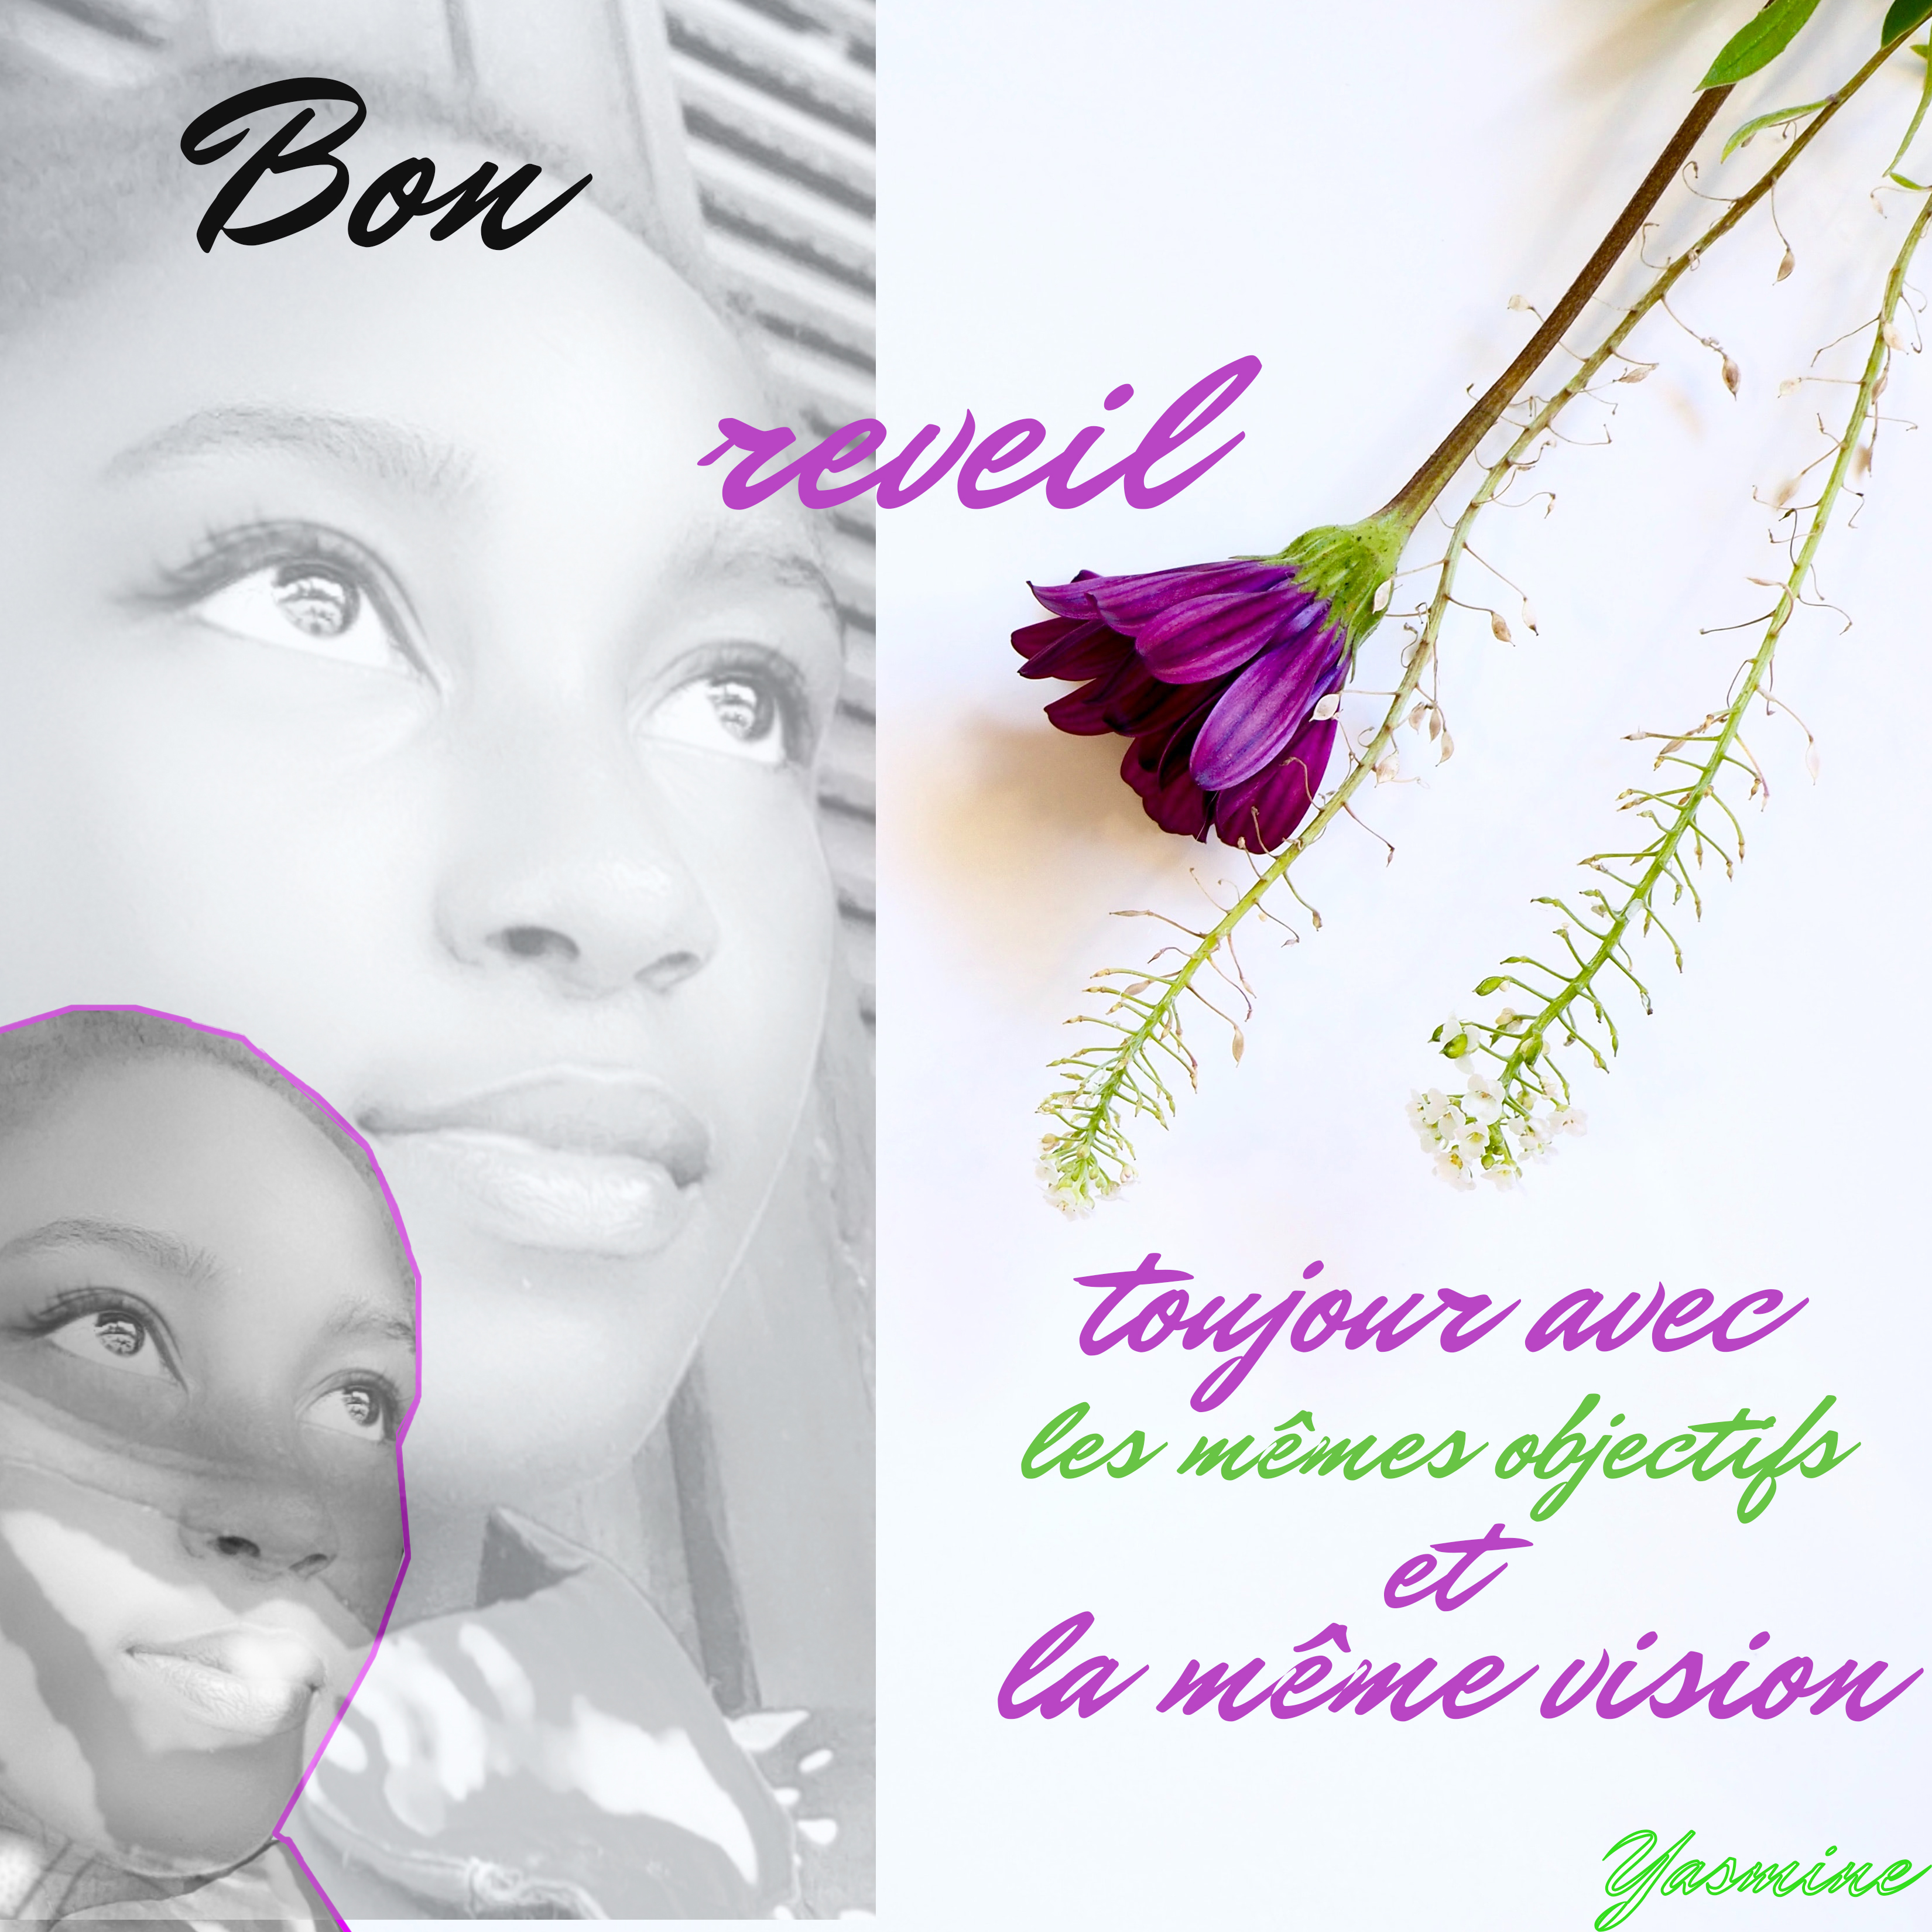 Bon
reveil
toujour avec
les mêmes objectifs
et
la même vision
Yasmine